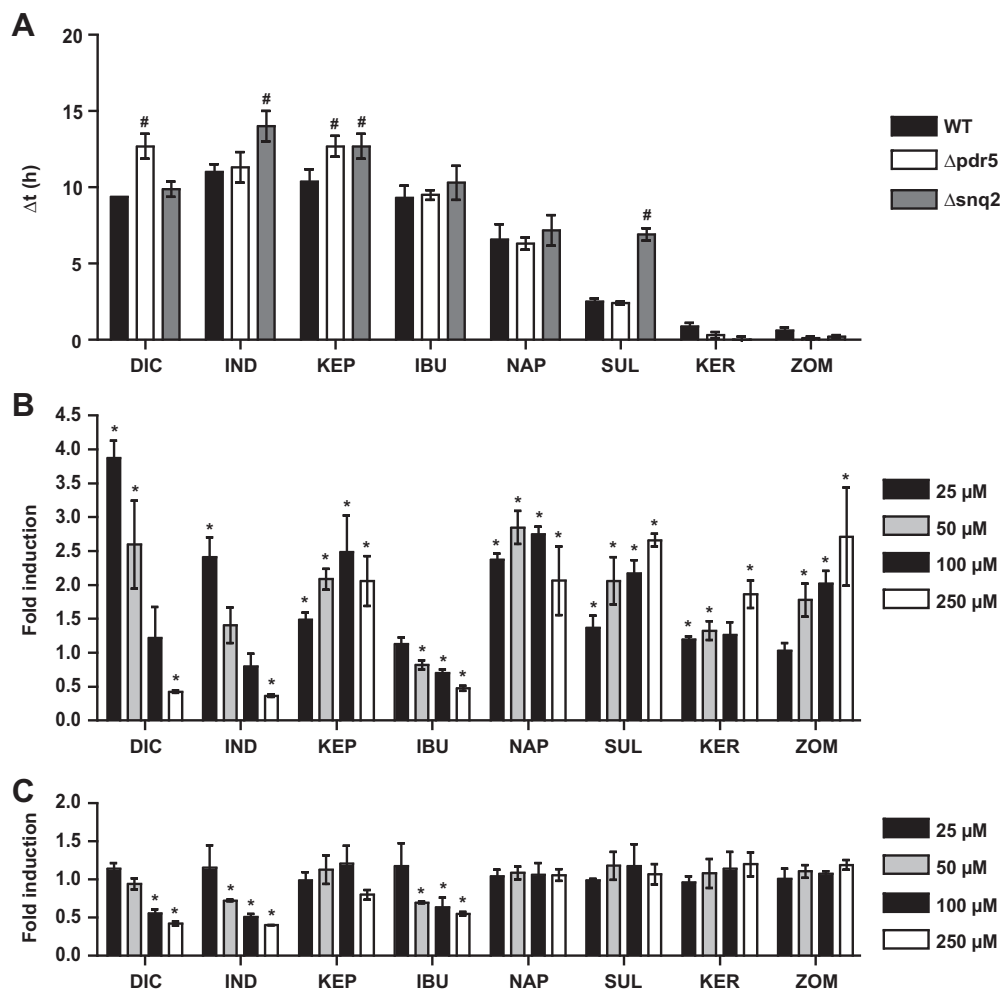 A
20
15
10
5
0
Δt (h)
# # # # #
WT
Δpdr5
Δsnq2
DIC IND KEP IBU NAP SUL KER ZOM
B
4.5
4.0
3.5
3.0
2.5
2.0
1.5
1.0
0.5
0.0
Fold induction
* * * * * * * * * * * * * * * * * * * * * * * * *
25 µM
50 µM
100 µM
250 µM
DIC IND KEP IBU NAP SUL KER ZOM
C
2.0
1.5
1.0
0.5
0.0
Fold induction
* * * * * * * *
25 µM
50 µM
100 µM
250 µM
DIC IND KEP IBU NAP SUL KER ZOM